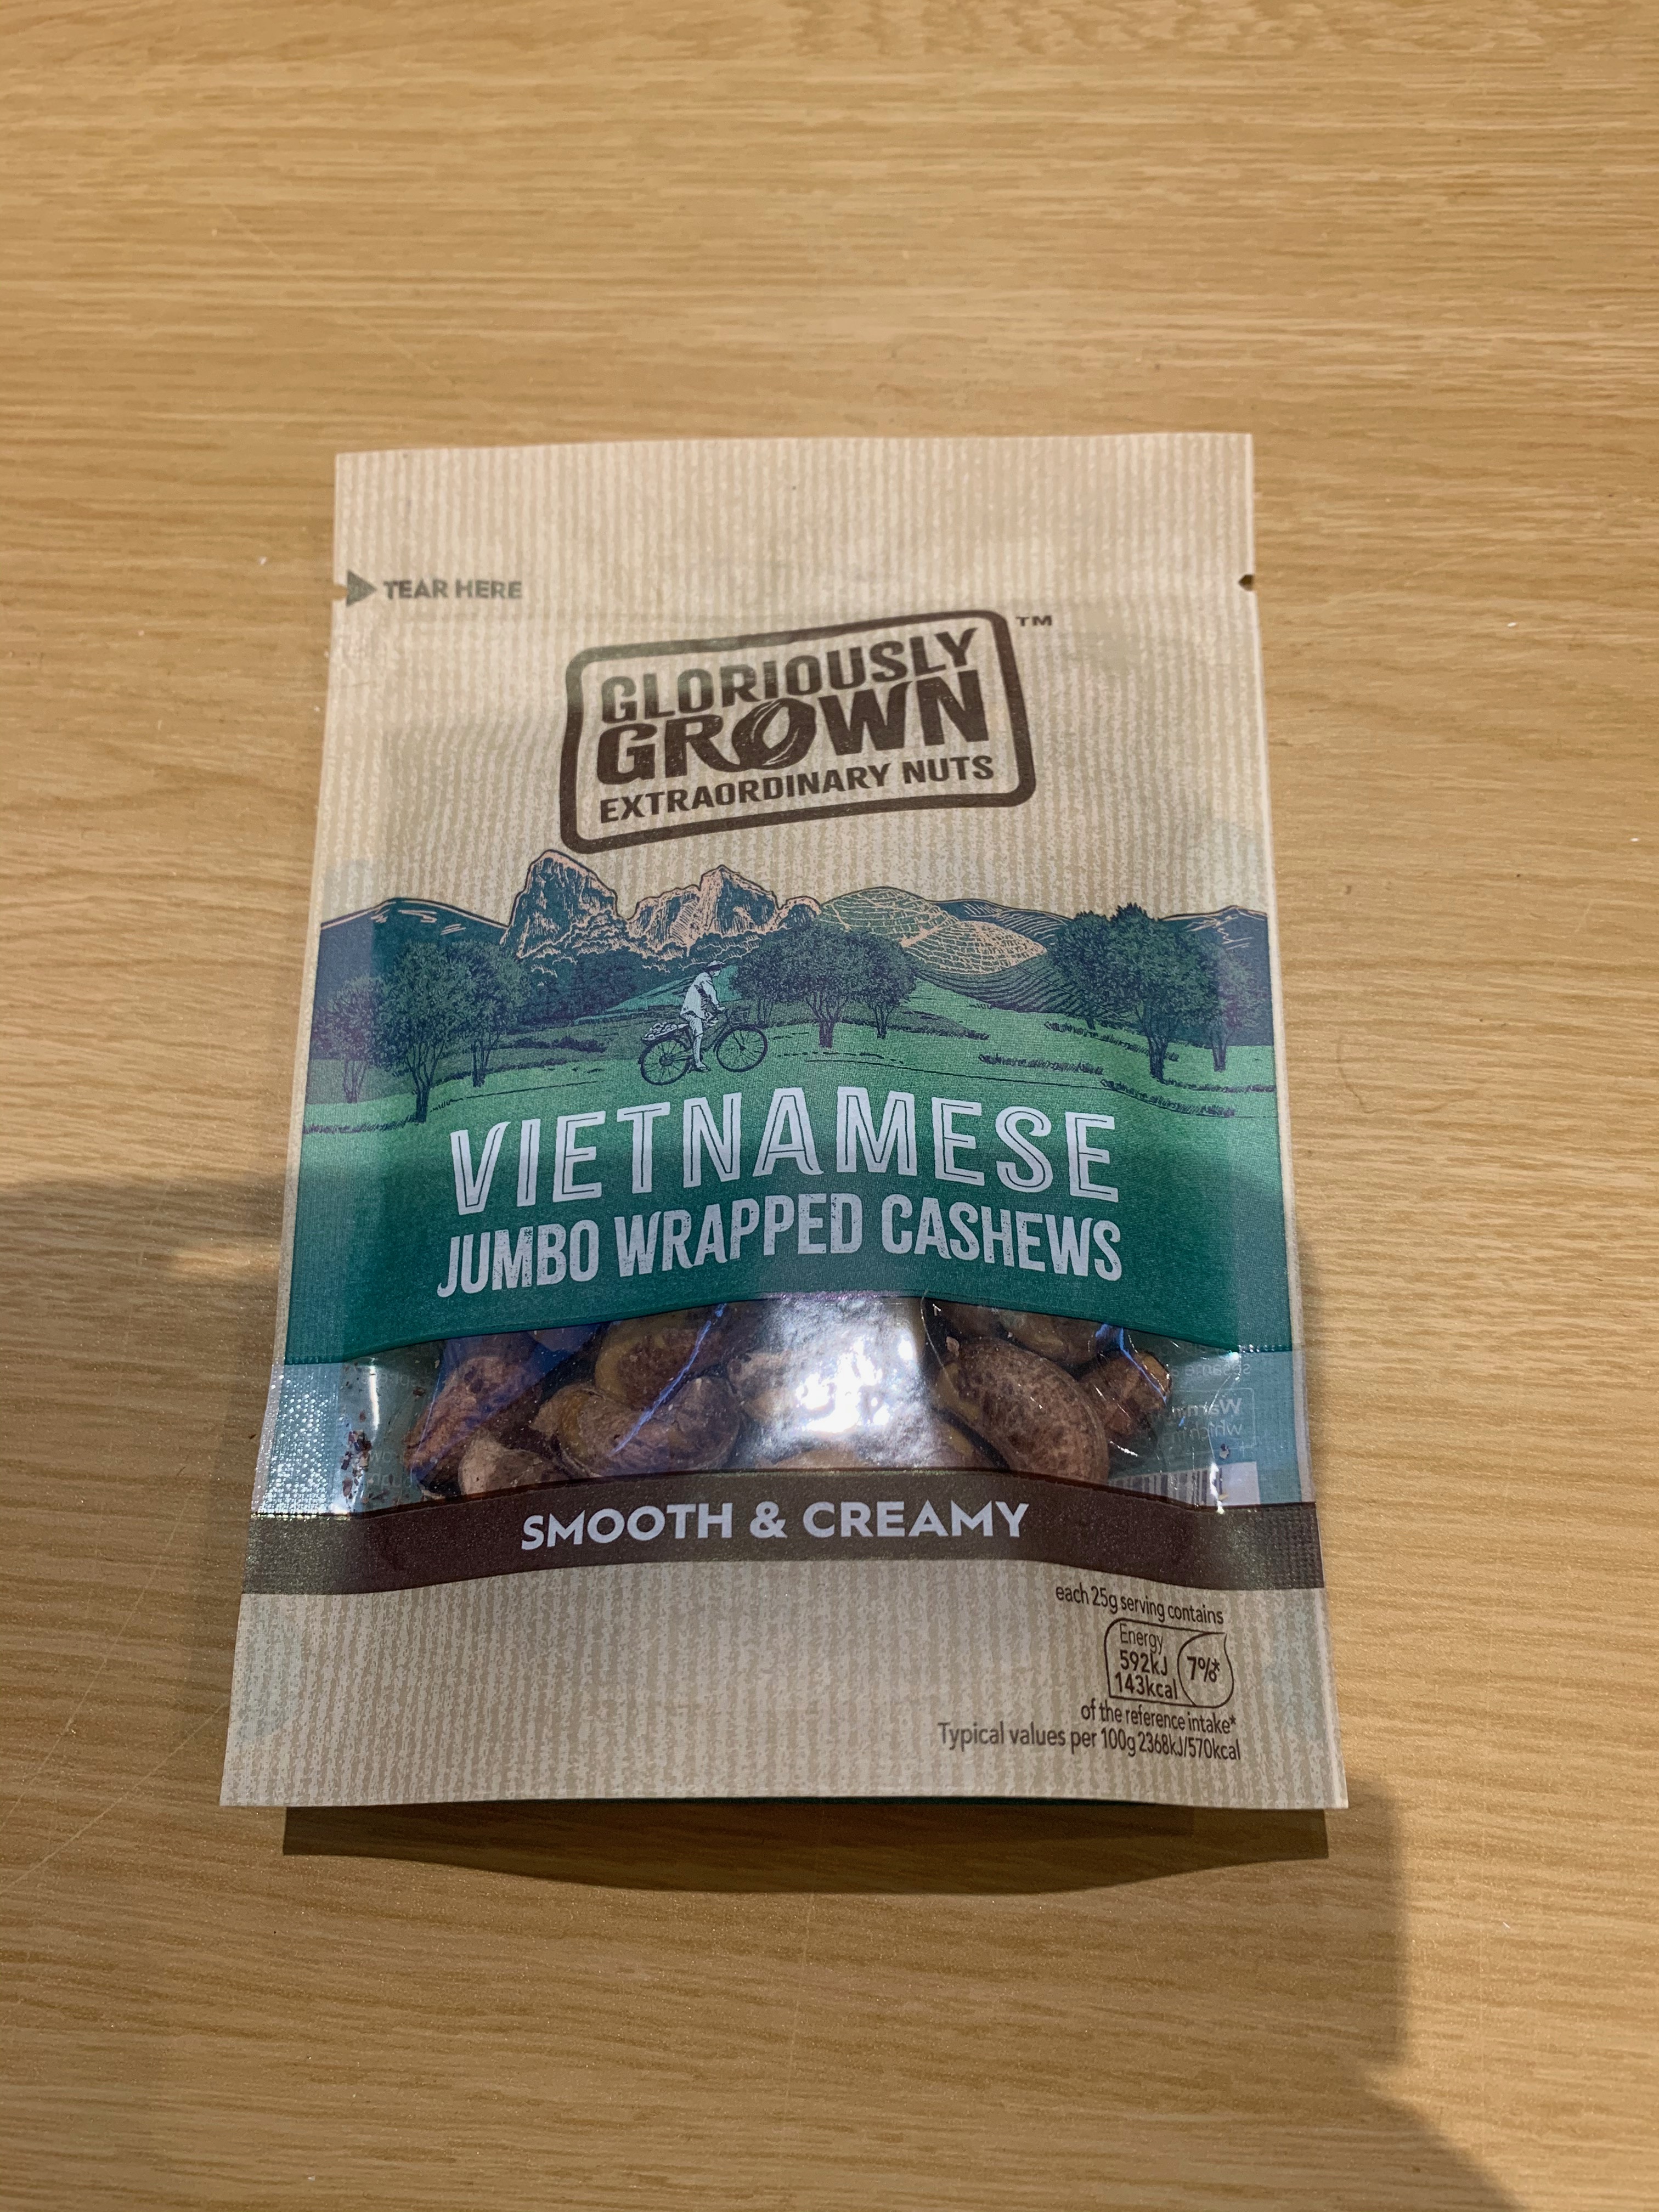 TEAR HERE
GLORIOUSLY
GROWN
EXTRAORDINARY NUTS
TM
VIETNAMESE
JUMBO WRAPPED CASHEWS
SMOOTH & CREAMY
each 25g serving contains
Energy
592kJ
143kcal
7%*
of the reference intake*
Typical values per 100g 2368kJ/570kcal